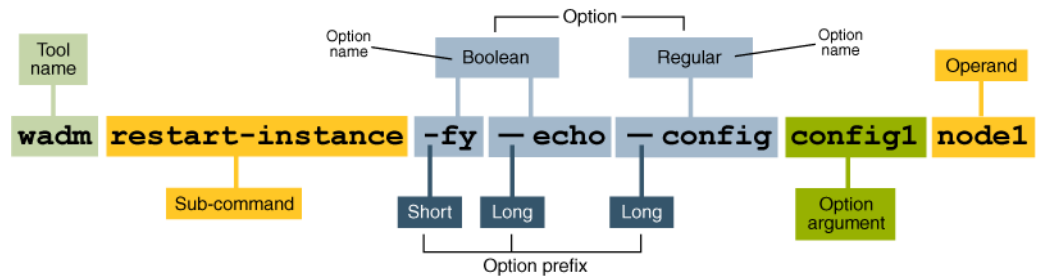 Option
Tool
name
Option
name
Boolean
Regular
Option
name
Operand
wadm restart-instance -fy — echo — config config1 node1
Sub-command
Short
Long
Long
Option
argument
Option prefix